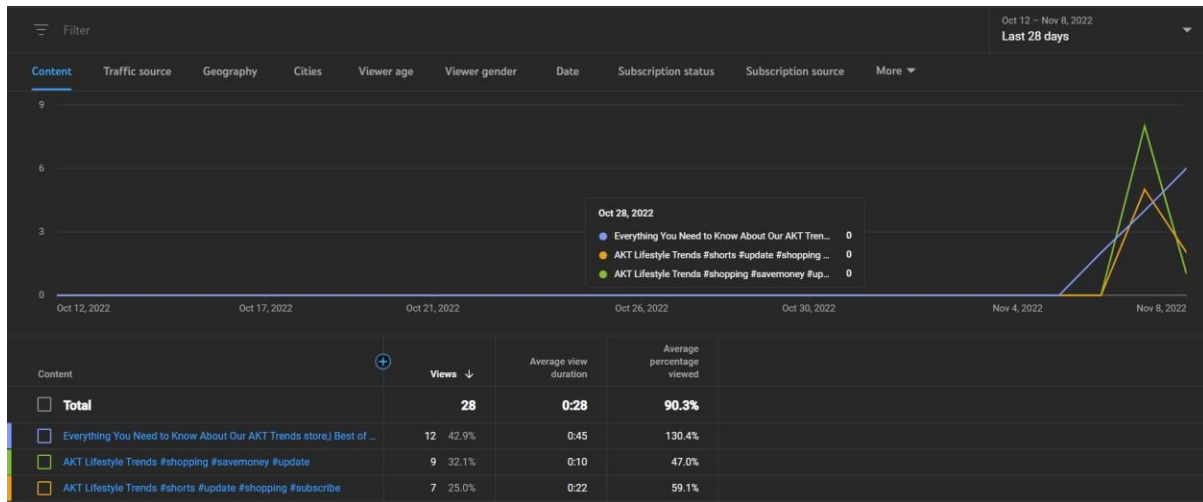 Filter
Oct 12 – Nov 8, 2022
Last 28 days
Content Traffic source Geography Cities Viewer age Viewer gender Date Subscription status Subscription source More
9
6
3
0
Oct 28, 2022
Everything You Need to Know About Our AKT Tren... 0
AKT Lifestyle Trends #shorts #update #shopping ... 0
AKT Lifestyle Trends #shopping #savemoney #up... 0
Oct 12, 2022 Oct 17, 2022 Oct 21, 2022 Oct 26, 2022 Oct 30, 2022 Nov 4, 2022 Nov 8, 2022
Content Views Average view duration Average percentage viewed
Total 28 0:28 90.3%
Everything You Need to Know About Our AKT Trends store,| Best of ... 12 42.9% 0:45 130.4%
AKT Lifestyle Trends #shopping #savemoney #update 9 32.1% 0:10 47.0%
AKT Lifestyle Trends #shorts #update #shopping #subscribe 7 25.0% 0:22 59.1%